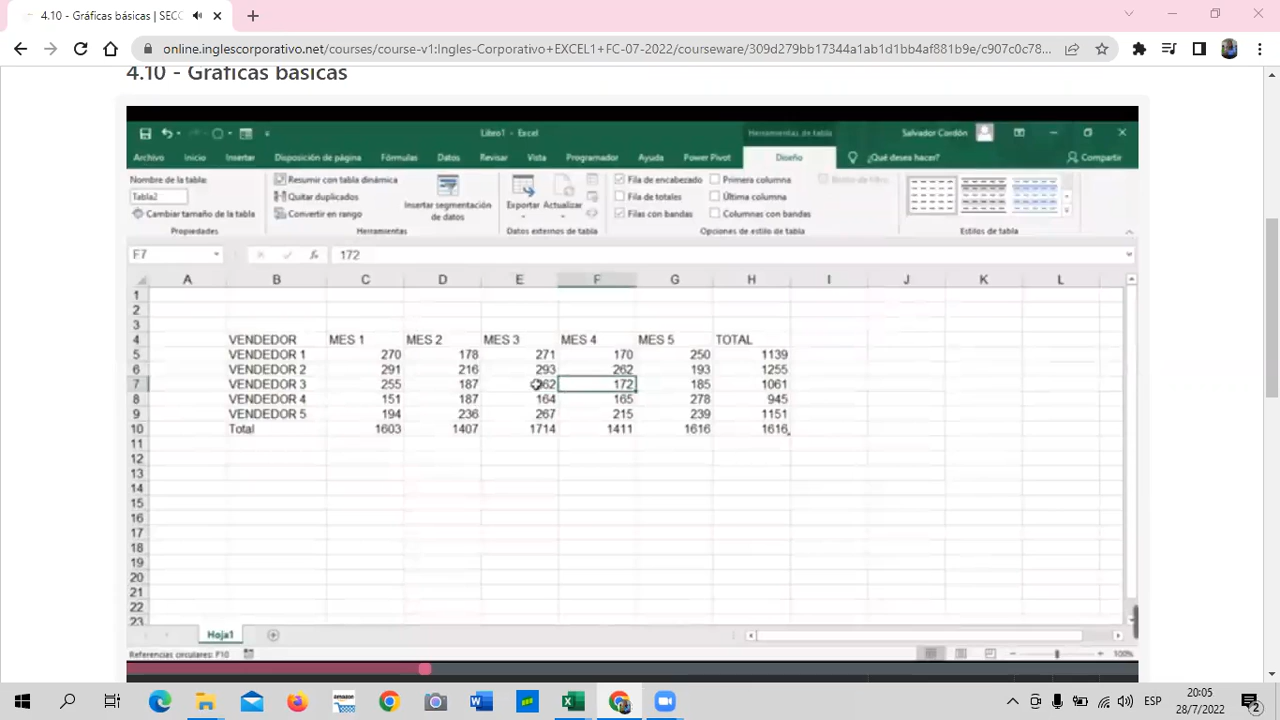 4.10 - Gráficas básicas | SECC
online.inglescorporativo.net/courses/course-v1:Ingles-Corporativo+EXCEL1+FC-07-2022/courseware/309d279bb17344a1ab1d1bb4af881b9e/c907c0c78...
4.10 - Gráficas básicas
Libro1 - Excel Herramientas de tabla Salvador Cordón
Archivo Inicio Insertar Disposición de página Fórmulas Datos Revisar Vista Programador Ayuda Power Pivot Diseño ¿Qué desea hacer? Compartir
Nombre de la tabla: Resumir con tabla dinámica Fila de encabezado Primera columna Botón de filtro
Tabla2 Quitar duplicados Insertar segmentación de datos Exportar Actualizar Fila de totales Última columna
Cambiar tamaño de la tabla Convertir en rango Filas con bandas Columnas con bandas
Propiedades Herramientas Datos externos de tabla Opciones de estilo de tabla Estilos de tabla
F7 fx 172
A B C D E F G H I J K L
1
2
3
4 VENDEDOR MES 1 MES 2 MES 3 MES 4 MES 5 TOTAL
5 VENDEDOR 1 270 178 271 170 250 1139
6 VENDEDOR 2 291 216 293 262 193 1255
7 VENDEDOR 3 255 187 172 185 1061
8 VENDEDOR 4 151 187 164 165 278 945
9 VENDEDOR 5 194 236 267 215 239 1151
10 Total 1603 1407 1714 1411 1616 1616
11
12
13
14
15
16
17
18
19
20
21
22
23
Hoja1
Referencias circulares: F10 100%
amazon ESP 20:05
28/7/2022 2